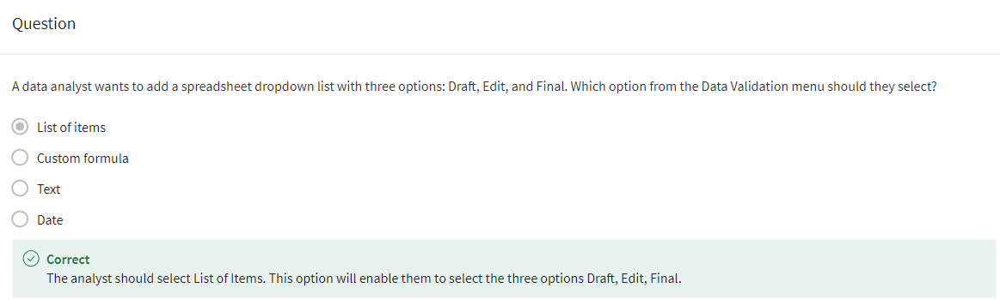 Question
A data analyst wants to add a spreadsheet dropdown list with three options: Draft, Edit, and Final. Which option from the Data Validation menu should they select?
List of items
Custom formula
Text
Date
Correct
The analyst should select List of Items. This option will enable them to select the three options Draft, Edit, Final.